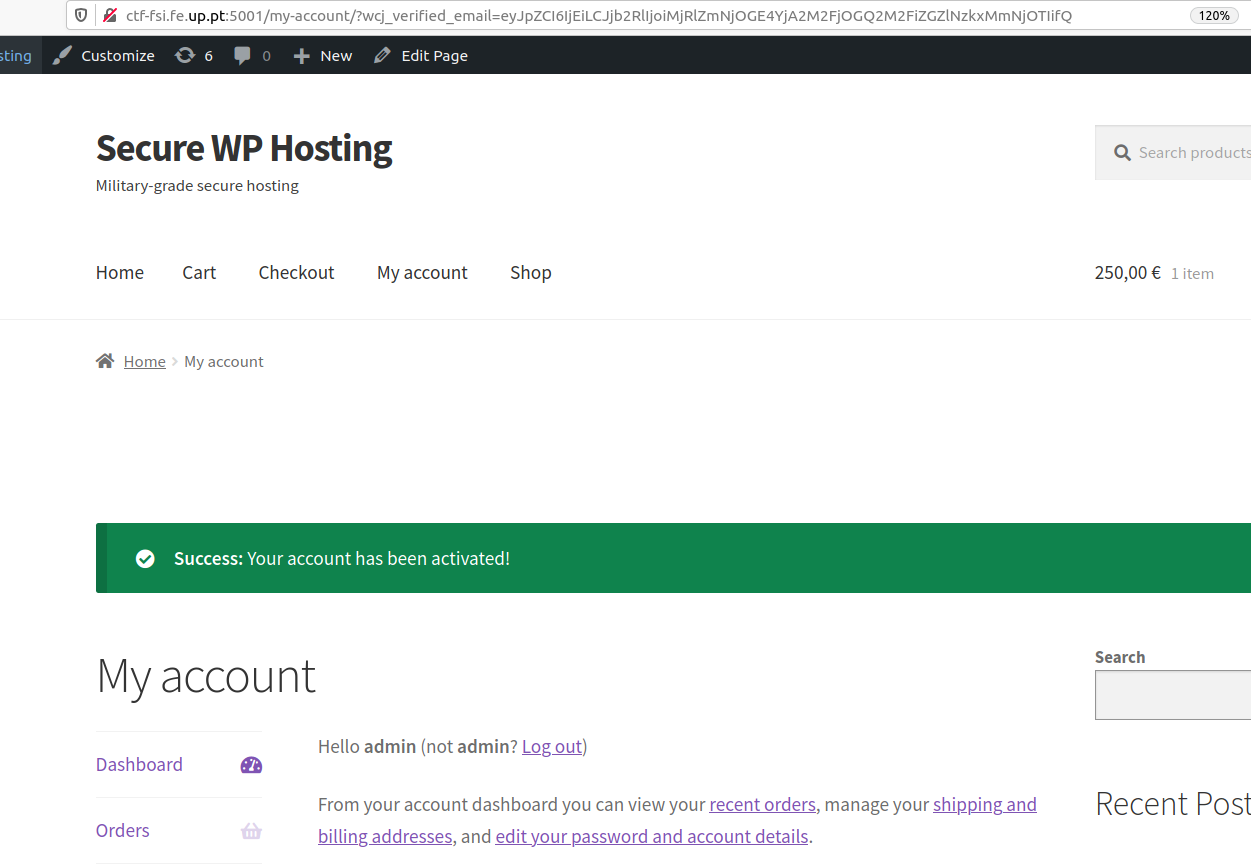 ctf-fsi.fe.up.pt:5001/my-account/?wcj_verified_email=eyJpZCI6IjEiLCJjb2RlIjoiMjRlZmNjOGE4YjA2M2FjOGQ2M2FiZGZlNzkxMmNjOTIifQ 120%
sting Customize 6 0 New Edit Page
Secure WP Hosting
Military-grade secure hosting
Search products
Home Cart Checkout My account Shop
250,00 € 1 item
Home My account
Success: Your account has been activated!
My account
Search
Hello admin (not admin? Log out)
Dashboard
From your account dashboard you can view your recent orders, manage your shipping and
billing addresses, and edit your password and account details.
Recent Post
Orders